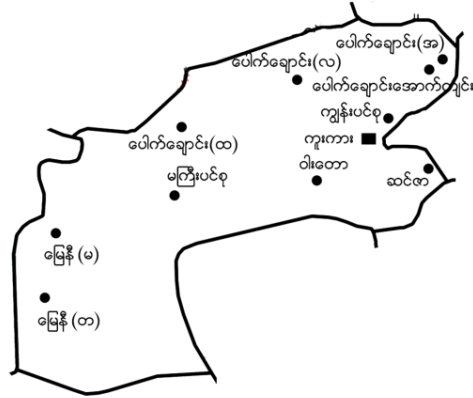 ပေါက်ချောင်း(အ)
ပေါက်ချောင်း(လ)
ပေါက်ချောင်းအောက်ကျင်း
ကျွန်းပင်စု
ကူးကား
ပေါက်ချောင်း(ထ)
ဝါးတော
မကြီးပင်စု
ဆင်ဇာ
မြေနီ(မ)
မြေနီ(တ)